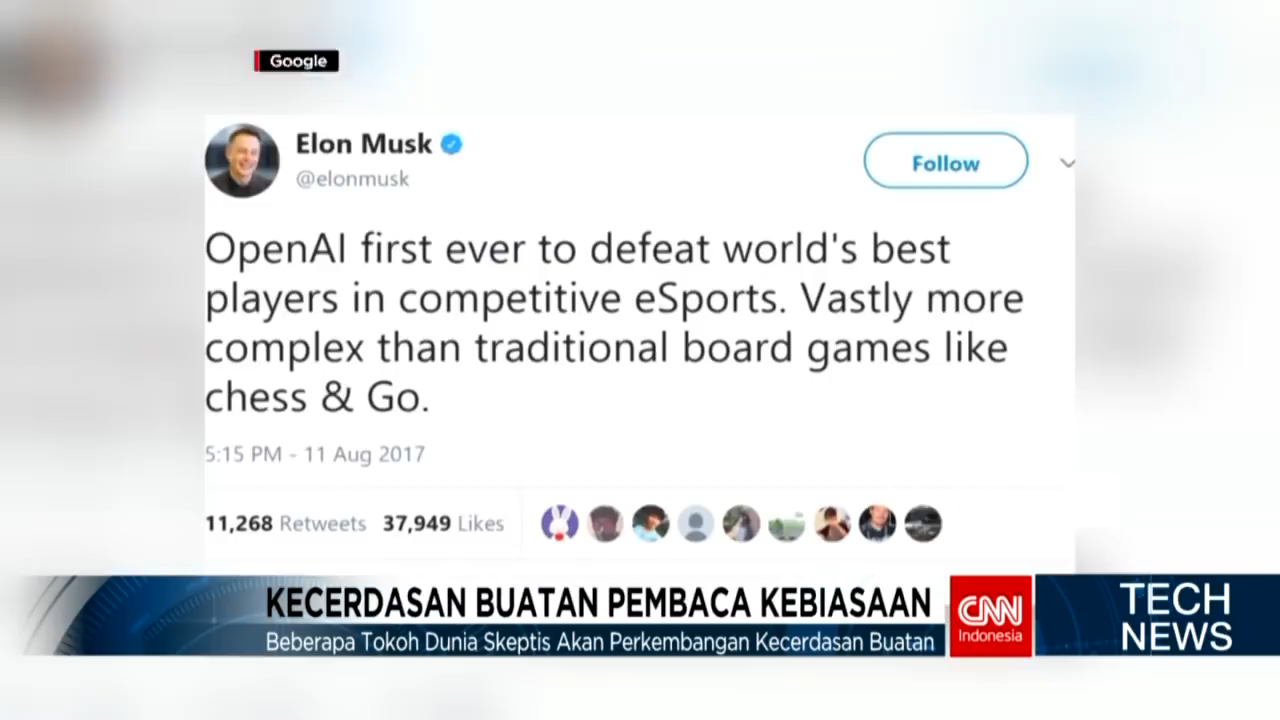 Google
Elon Musk
@elonmusk
Follow
OpenAI first ever to defeat world's best
players in competitive eSports. Vastly more
complex than traditional board games like
chess & Go.
5:15 PM - 11 Aug 2017
11,268 Retweets 37,949 Likes
KECERDASAN BUATAN PEMBACA KEBIASAAN
Beberapa Tokoh Dunia Skeptis Akan Perkembangan Kecerdasan Buatan
CNN
Indonesia
TECH
NEWS